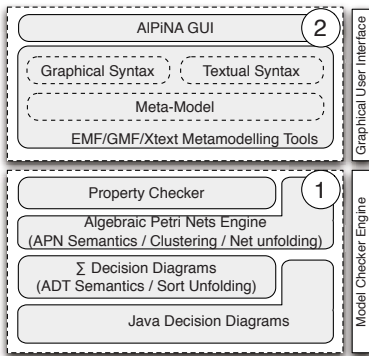 AlPiNA GUI
2
Graphical Syntax
Textual Syntax
Meta-Model
EMF/GMF/Xtext Metamodelling Tools
Graphical User Interface
Property Checker
1
Algebraic Petri Nets Engine
(APN Semantics / Clustering / Net unfolding)
∑ Decision Diagrams
(ADT Semantics / Sort Unfolding)
Java Decision Diagrams
Model Checker Engine